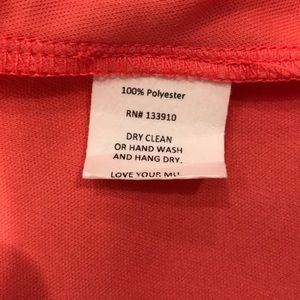 100% Polyester
RN# 133910
DRY CLEAN
OR HAND WASH
AND HANG DRY.
LOVE YOUR